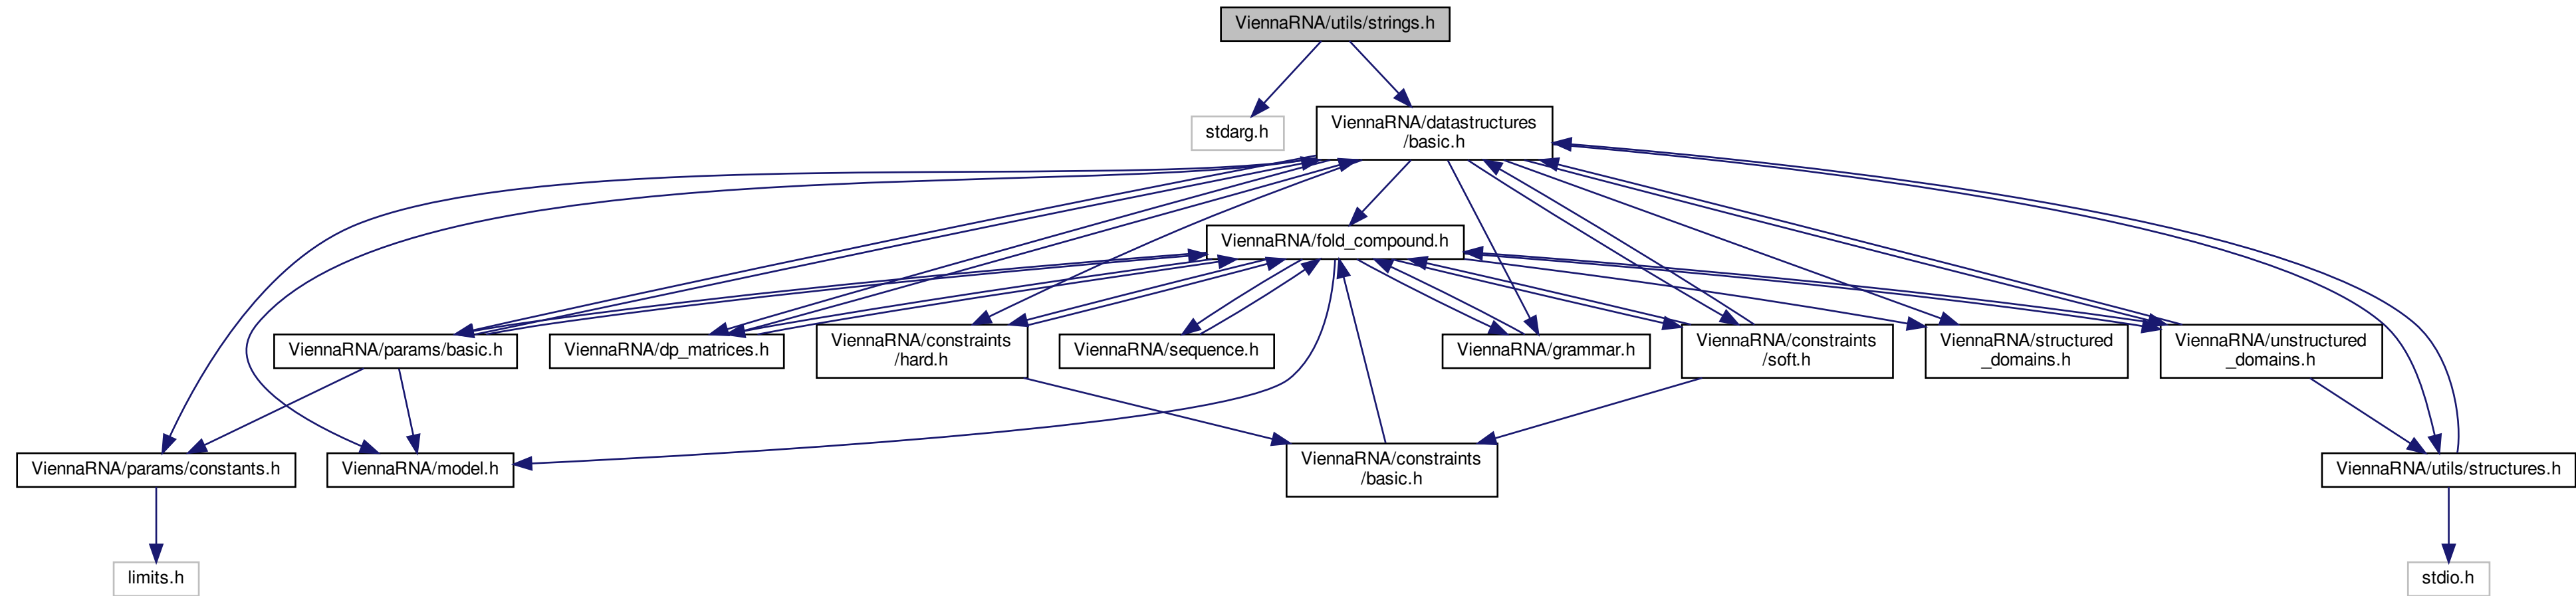 ViennaRNA/utils/strings.h
stdarg.h
ViennaRNA/datastructures
/basic.h
ViennaRNA/fold_compound.h
ViennaRNA/params/basic.h
ViennaRNA/dp_matrices.h
ViennaRNA/constraints
/hard.h
ViennaRNA/sequence.h
ViennaRNA/grammar.h
ViennaRNA/constraints
/soft.h
ViennaRNA/structured
_domains.h
ViennaRNA/unstructured
_domains.h
ViennaRNA/params/constants.h
ViennaRNA/model.h
ViennaRNA/constraints
/basic.h
ViennaRNA/utils/structures.h
limits.h
stdio.h